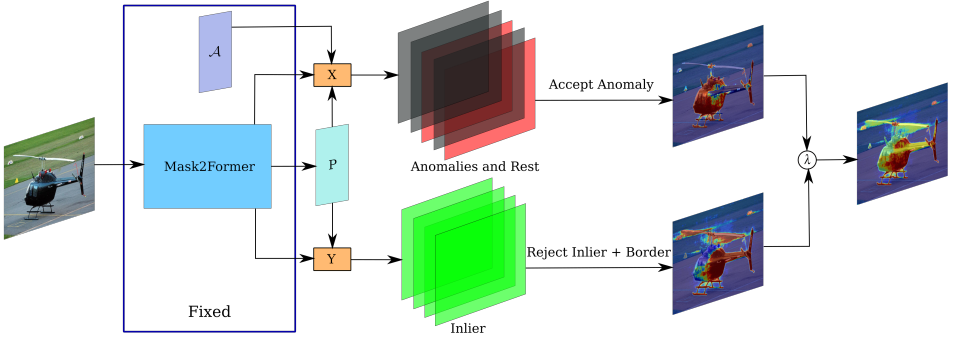 𝒜
X
Accept Anomaly
Mask2Former
P
Anomalies and Rest
λ
Y
Reject Inlier + Border
Fixed
Inlier